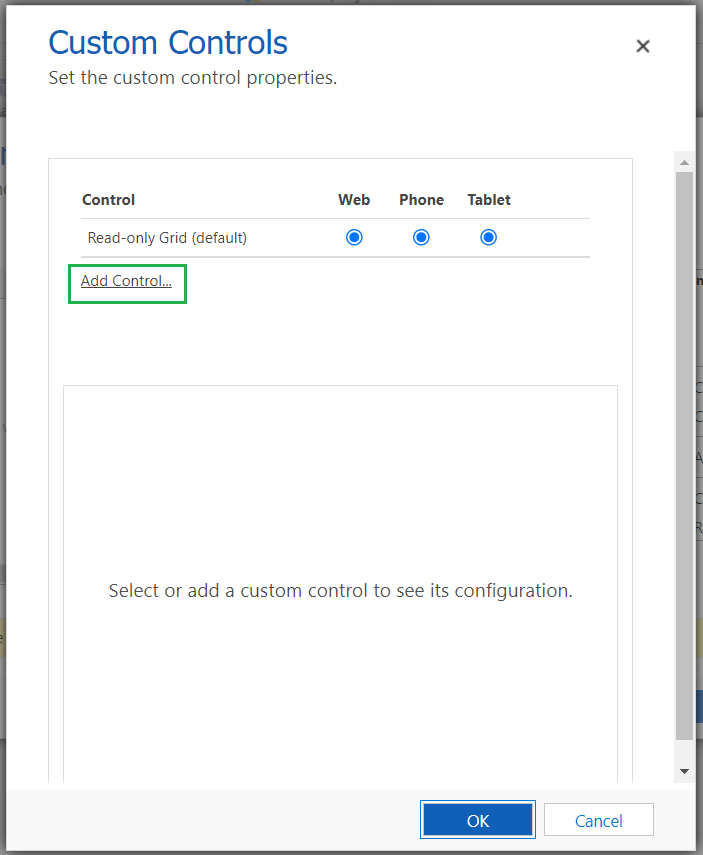 Custom Controls
Set the custom control properties.
Control Web Phone Tablet
Read-only Grid (default)
Add Control...
Select or add a custom control to see its configuration.
OK Cancel